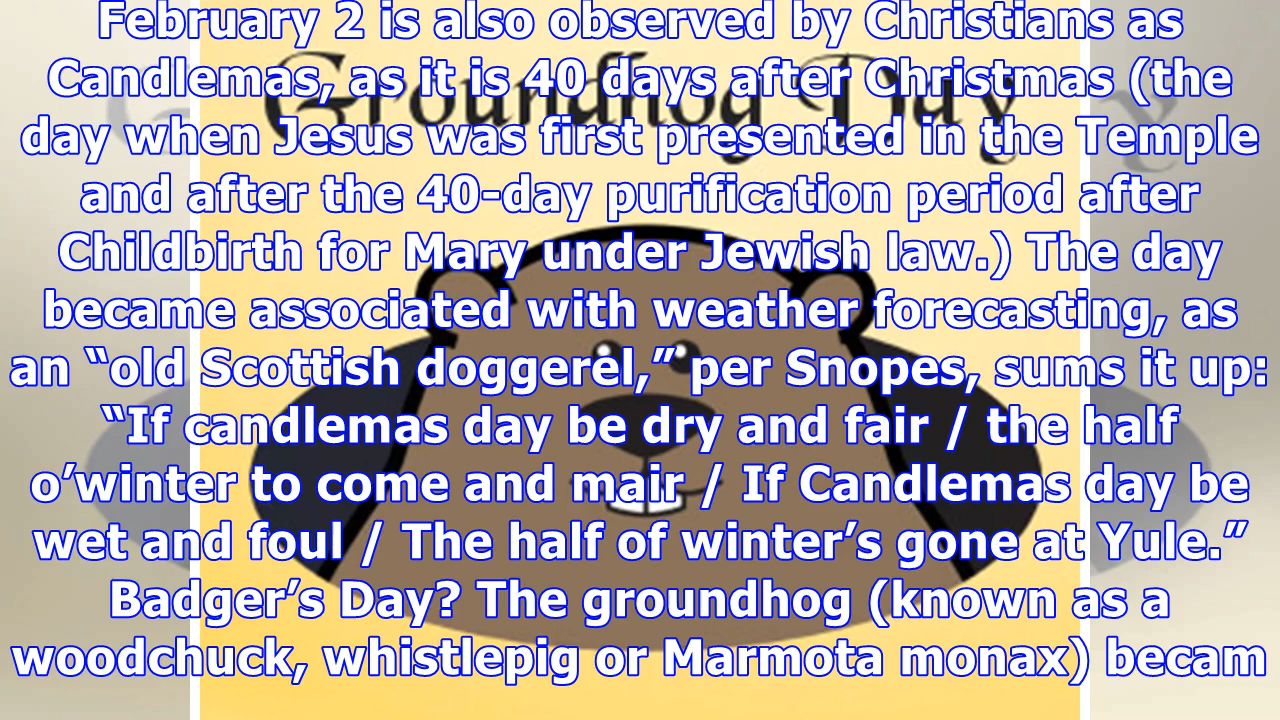 February 2 is also observed by Christians as
Candlemas, as it is 40 days after Christmas (the
day when Jesus was first presented in the Temple
and after the 40-day purification period after
Childbirth for Mary under Jewish law.) The day
became associated with weather forecasting, as
an “old Scottish doggerel,” per Snopes, sums it up:
“If candlemas day be dry and fair / the half
o’winter to come and mair / If Candlemas day be
wet and foul / The half of winter’s gone at Yule.”
Badger’s Day? The groundhog (known as a
woodchuck, whistlepig or Marmota monax) becam
Groundhog Day